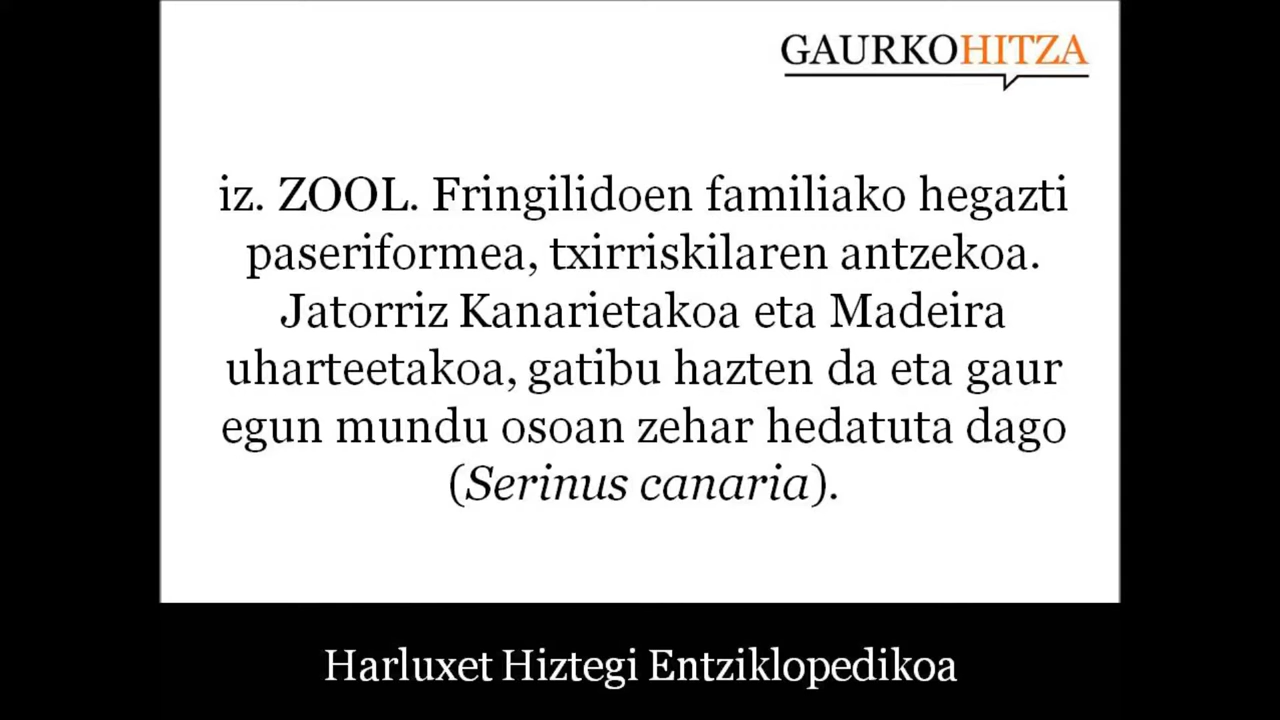 GAURKOHITZA
iz. ZOOL. Fringilidoen familiako hegazti
paseriformea, txirriskilaren antzekoa.
Jatorriz Kanarietakoa eta Madeira
uharteetakoa, gatibu hazten da eta gaur
egun mundu osoan zehar hedatuta dago
(Serinus canaria).
Harluxet Hiztegi Entziklopedikoa